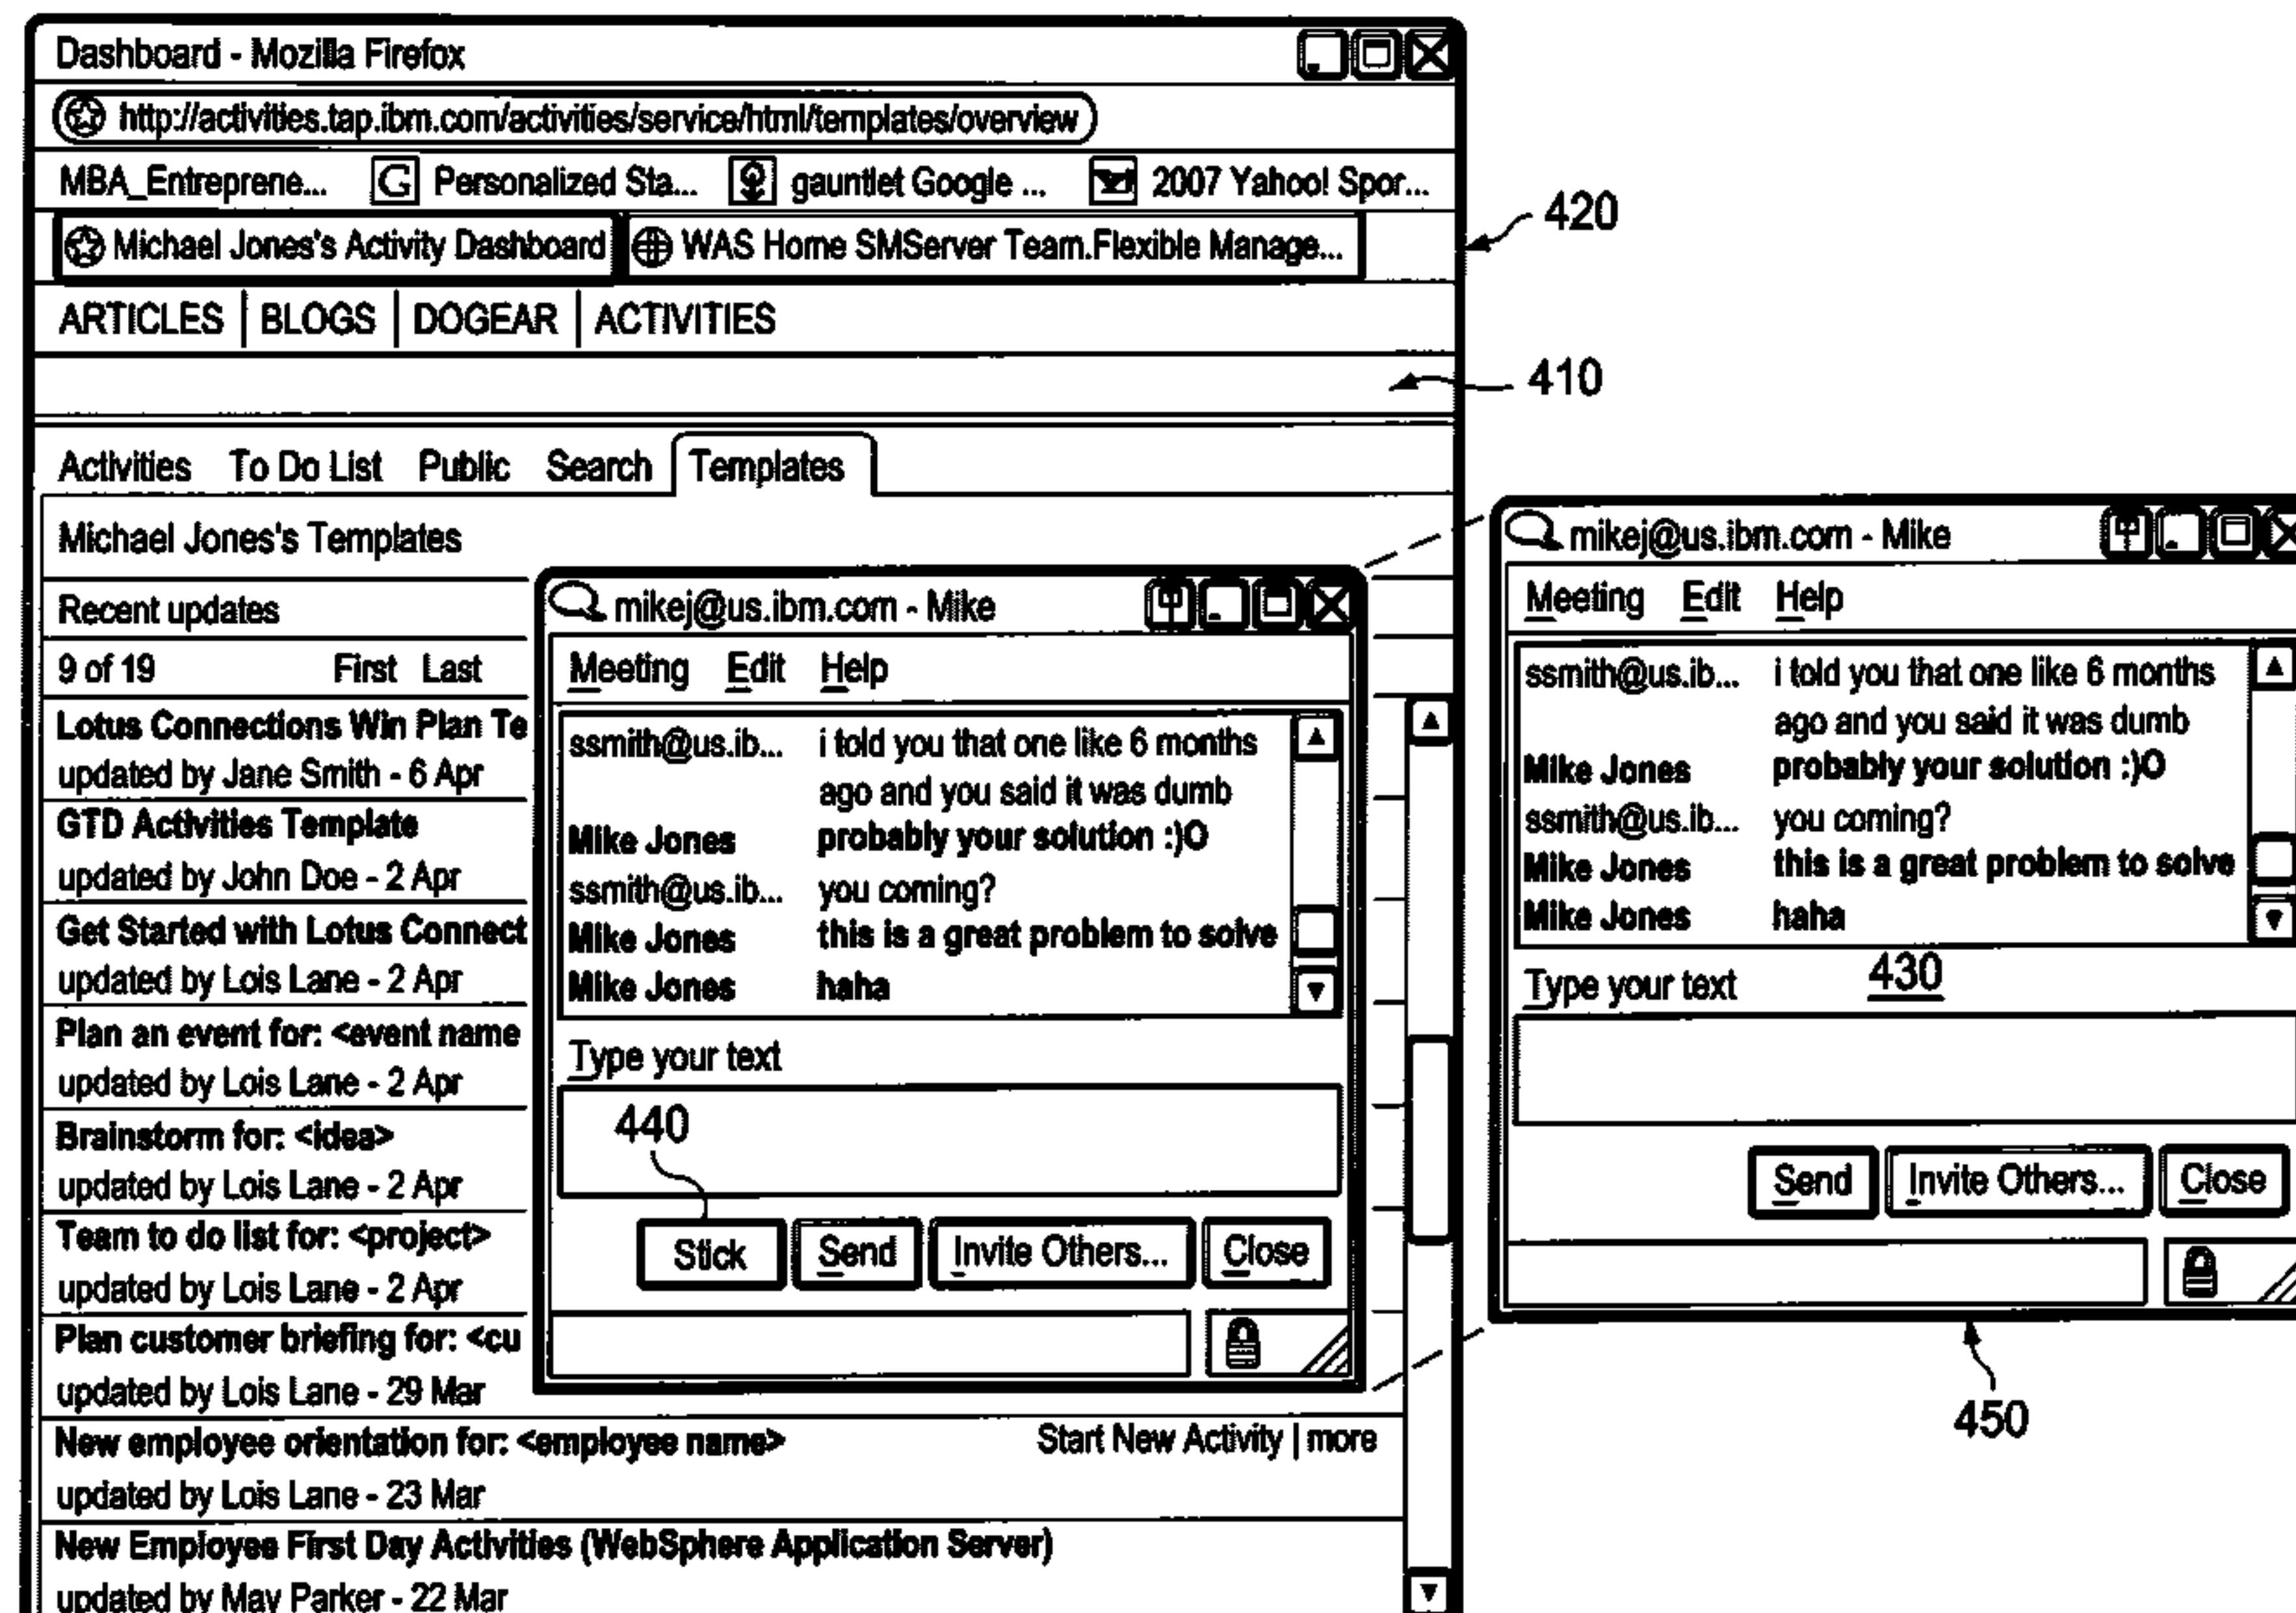 Dashboard - Mozilla Firefox
http://activities.tap.ibm.com/activities/service/html/templates/overview
MBA_Entreprene... G Personalized Sta... gauntlet Google ... 2007 Yahoo! Spor...
Michael Jones's Activity Dashboard WAS Home SMServer Team.Flexible Manage...
420
ARTICLES | BLOGS | DOGEAR | ACTIVITIES
410
Activities To Do List Public Search Templates
Michael Jones's Templates
Recent updates
9 of 19 First Last
Lotus Connections Win Plan Te
updated by Jane Smith - 6 Apr
GTD Activities Template
updated by John Doe - 2 Apr
Get Started with Lotus Connect
updated by Lois Lane - 2 Apr
Plan an event for: <event name
updated by Lois Lane - 2 Apr
Brainstorm for: <idea>
updated by Lois Lane - 2 Apr
Team to do list for: <project>
updated by Lois Lane - 2 Apr
Plan customer briefing for: <cu
updated by Lois Lane - 29 Mar
New employee orientation for: <employee name> Start New Activity | more
updated by Lois Lane - 23 Mar
New Employee First Day Activities (WebSphere Application Server)
updated by May Parker - 22 Mar
mikej@us.ibm.com - Mike
Meeting Edit Help
ssmith@us.ib... i told you that one like 6 months
ago and you said it was dumb
Mike Jones probably your solution :)O
ssmith@us.ib... you coming?
Mike Jones this is a great problem to solve
Mike Jones haha
Type your text
440
Stick Send Invite Others... Close
mikej@us.ibm.com - Mike
Meeting Edit Help
ssmith@us.ib... i told you that one like 6 months
ago and you said it was dumb
Mike Jones probably your solution :)O
ssmith@us.ib... you coming?
Mike Jones this is a great problem to solve
Mike Jones haha
Type your text 430
Send Invite Others... Close
450